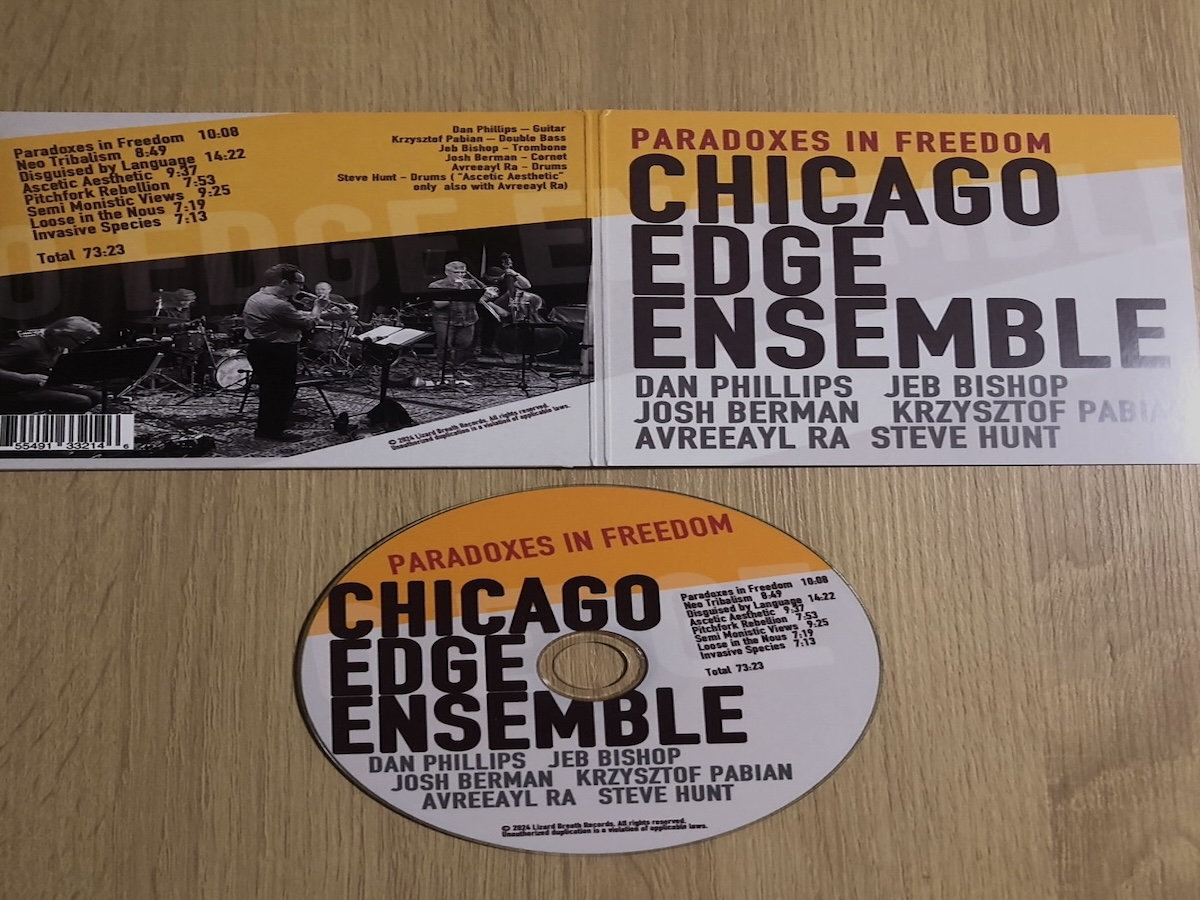 Paradoxes in Freedom 10:08
Neo Tribalism 8:49
Disguised by Language 14:22
Ascetic Aesthetic 9:37
Pitchfork Rebellion 7:53
Semi Monistic Views 9:25
Loose in the Nous 7:19
Invasive Species 7:13
Total 73:23
Dan Phillips – Guitar
Krzysztof Pabian – Double Bass
Jeb Bishop – Trombone
Josh Berman – Cornet
Avreeayl Ra – Drums
Steve Hunt – Drums ( "Ascetic Aesthetic"
only also with Avreeayl Ra)
EDGE EN
55491 33214 6
© 2024 Lizard Breath Records. All rights reserved.
Unauthorized duplication is a violation of applicable laws.
PARADOXES IN FREEDOM
CHICAGO
EDGE
ENSEMBLE
DAN PHILLIPS JEB BISHOP
JOSH BERMAN KRZYSZTOF PABIAN
AVREEAYL RA STEVE HUNT
PARADOXES IN FREEDOM
CHICAGO
EDGE
ENSEMBLE
Paradoxes in Freedom 10:08
Neo Tribalism 8:49
Disguised by Language 14:22
Ascetic Aesthetic 9:37
Pitchfork Rebellion 7:53
Semi Monistic Views 9:25
Loose in the Nous 7:19
Invasive Species 7:13
Total 73:23
DAN PHILLIPS JEB BISHOP
JOSH BERMAN KRZYSZTOF PABIAN
AVREEAYL RA STEVE HUNT
© 2024 Lizard Breath Records. All rights reserved.
Unauthorized duplication is a violation of applicable laws.